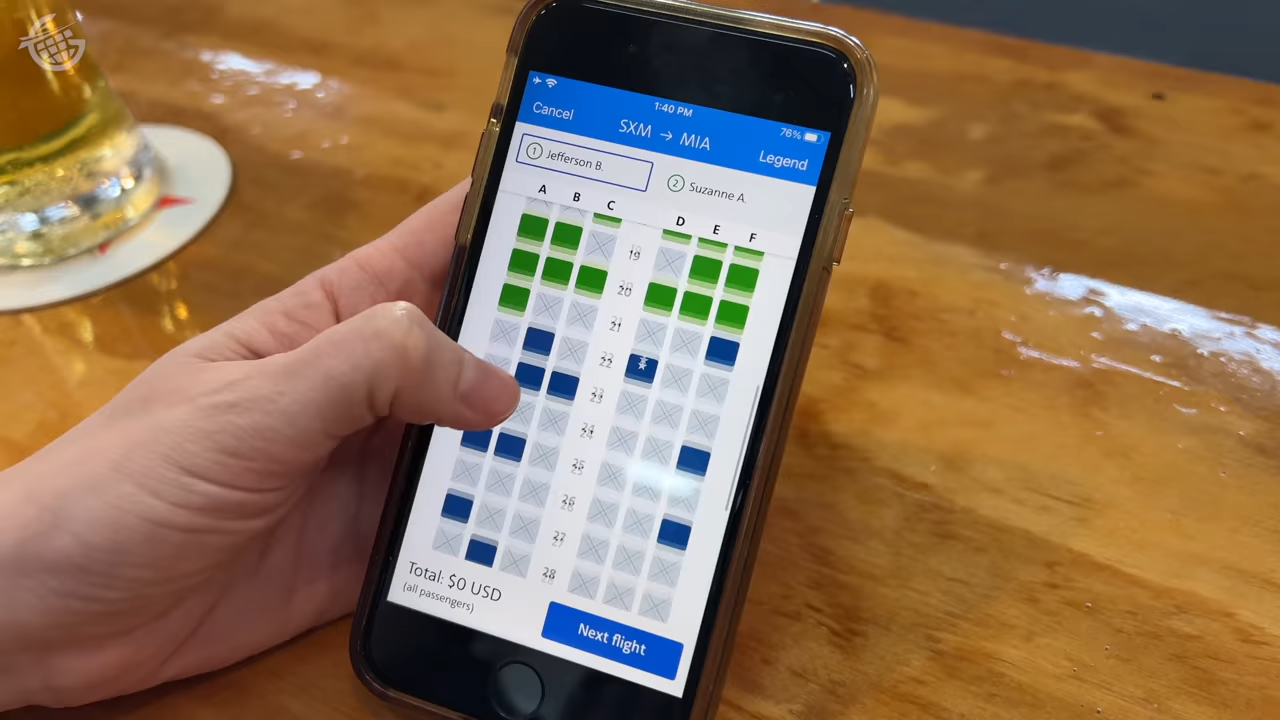 1:40 PM
76%
Cancel
SXM → MIA
Legend
1 Jefferson B.
2 Suzanne A.
A B C D E F
19
20
21
22
23
24
25
26
27
28
Total: $0 USD
(all passengers)
Next flight